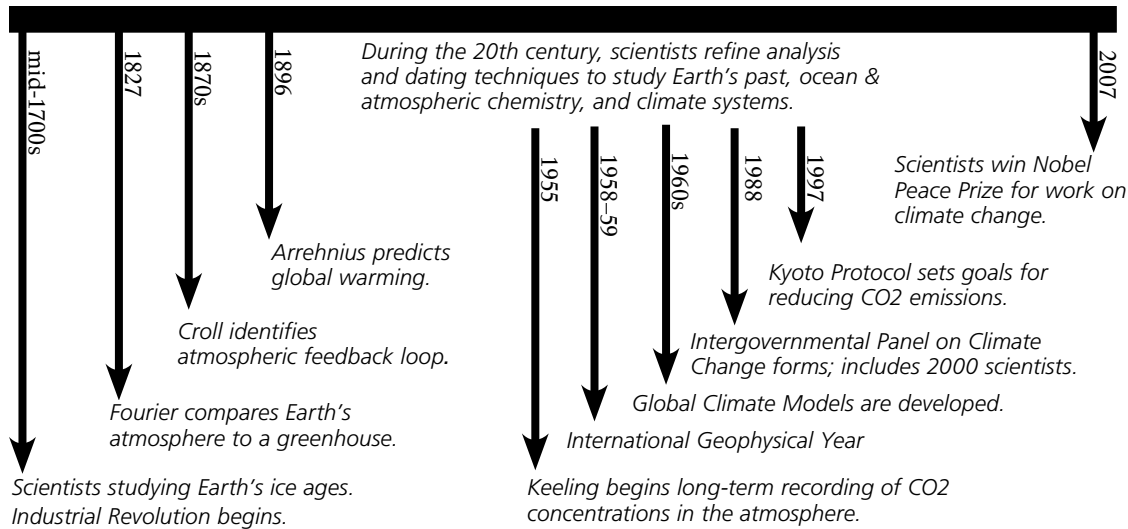 mid-1700s
Scientists studying Earth's ice ages.
Industrial Revolution begins.
1827
Fourier compares Earth's
atmosphere to a greenhouse.
1870s
Croll identifies
atmospheric feedback loop.
1896
Arrehnius predicts
global warming.
During the 20th century, scientists refine analysis
and dating techniques to study Earth's past, ocean &
atmospheric chemistry, and climate systems.
1955
Keeling begins long-term recording of CO2
concentrations in the atmosphere.
1958–59
International Geophysical Year
1960s
Global Climate Models are developed.
1988
Intergovernmental Panel on Climate
Change forms; includes 2000 scientists.
1997
Kyoto Protocol sets goals for
reducing CO2 emissions.
2007
Scientists win Nobel
Peace Prize for work on
climate change.